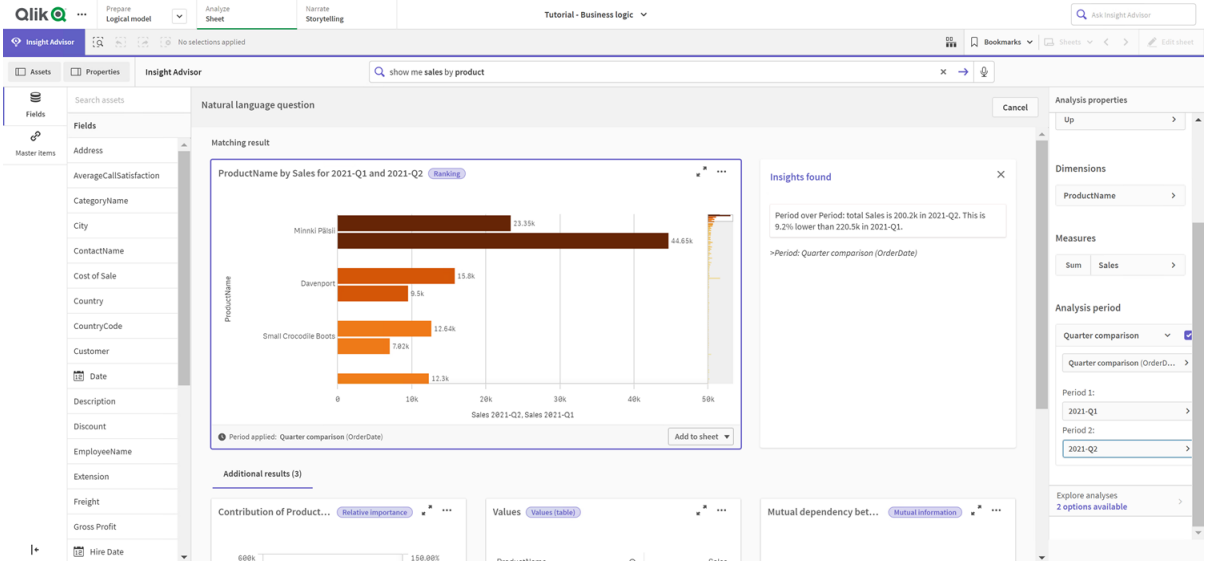 Qlik
Prepare
Logical model
Analyze
Sheet
Narrate
Storytelling
Tutorial - Business logic
Ask Insight Advisor
Insight Advisor
No selections applied
Bookmarks
Sheets
Edit sheet
Assets
Properties
Insight Advisor
show me sales by product
Fields
Master items
Search assets
Fields
Address
AverageCallSatisfaction
CategoryName
City
ContactName
Cost of Sale
Country
CountryCode
Customer
Date
Description
Discount
EmployeeName
Extension
Freight
Gross Profit
Hire Date
Natural language question
Cancel
Matching result
ProductName by Sales for 2021-Q1 and 2021-Q2
Ranking
ProductName
Minnki Pälsii
23.35k
44.65k
Davenport
15.8k
9.5k
Small Crocodile Boots
12.64k
7.02k
12.3k
0 10k 20k 30k 40k 50k
Sales 2021-Q2, Sales 2021-Q1
Period applied: Quarter comparison (OrderDate)
Add to sheet
Insights found
Period over Period: total Sales is 200.2k in 2021-Q2. This is
9.2% lower than 220.5k in 2021-Q1.
>Period: Quarter comparison (OrderDate)
Additional results (3)
Contribution of Product...
Relative importance
600k
150.00%
Values
Values (table)
ProductName
Sales
Mutual dependency bet...
Mutual information
Analysis properties
Up
Dimensions
ProductName
Measures
Sum
Sales
Analysis period
Quarter comparison
Quarter comparison (OrderD...
Period 1:
2021-Q1
Period 2:
2021-Q2
Explore analyses
2 options available